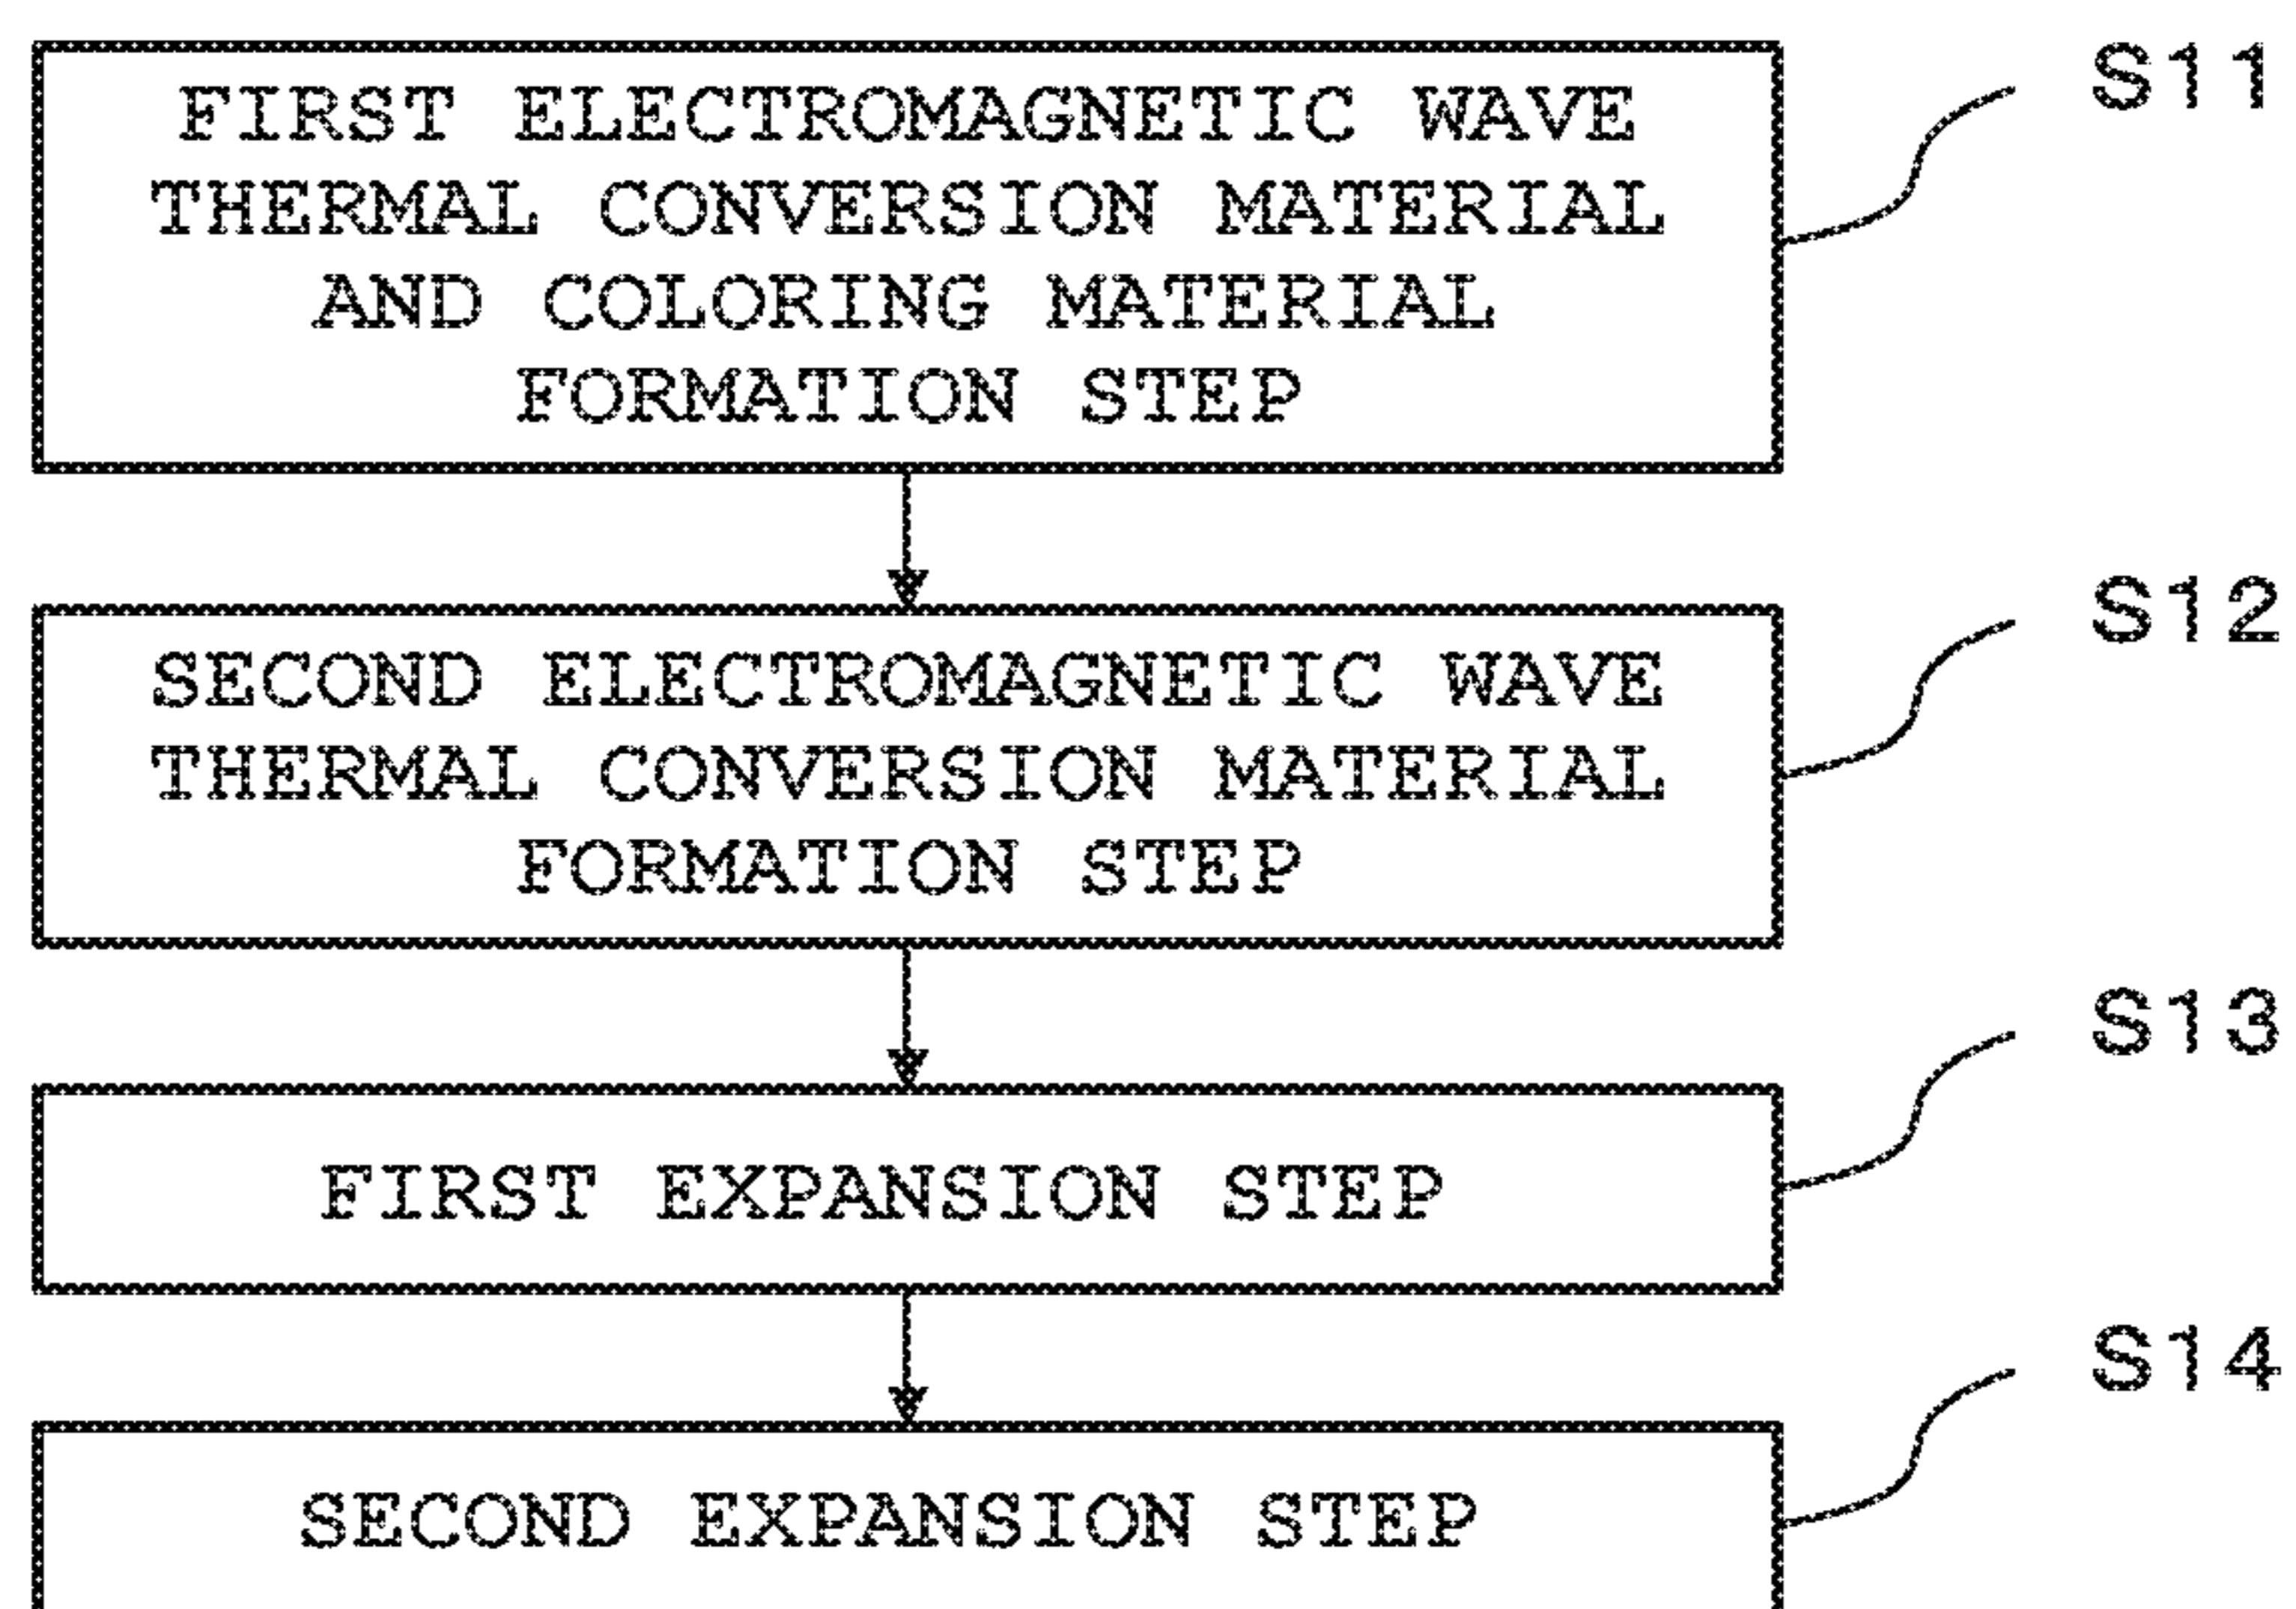 FIRST ELECTROMAGNETIC WAVE
THERMAL CONVERSION MATERIAL
AND COLORING MATERIAL
FORMATION STEP
S11
SECOND ELECTROMAGNETIC WAVE
THERMAL CONVERSION MATERIAL
FORMATION STEP
S12
FIRST EXPANSION STEP
S13
SECOND EXPANSION STEP
S14